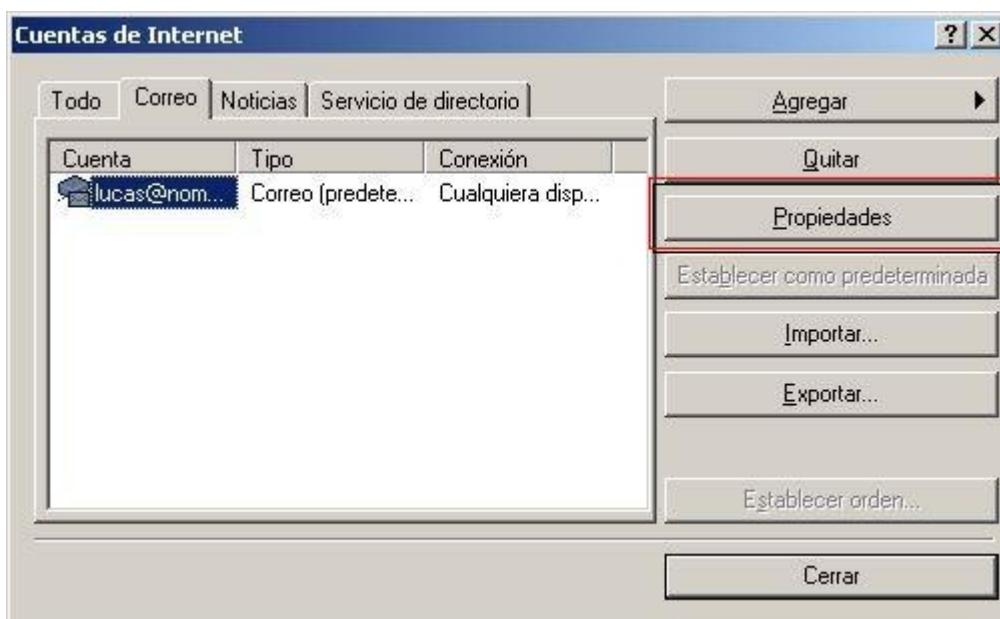 Cuentas de Internet
Todo Correo Noticias Servicio de directorio
Cuenta Tipo Conexión
lucas@nom... Correo (predete... Cualquiera disp...
Agregar
Quitar
Propiedades
Establecer como predeterminada
Importar...
Exportar...
Establecer orden...
Cerrar